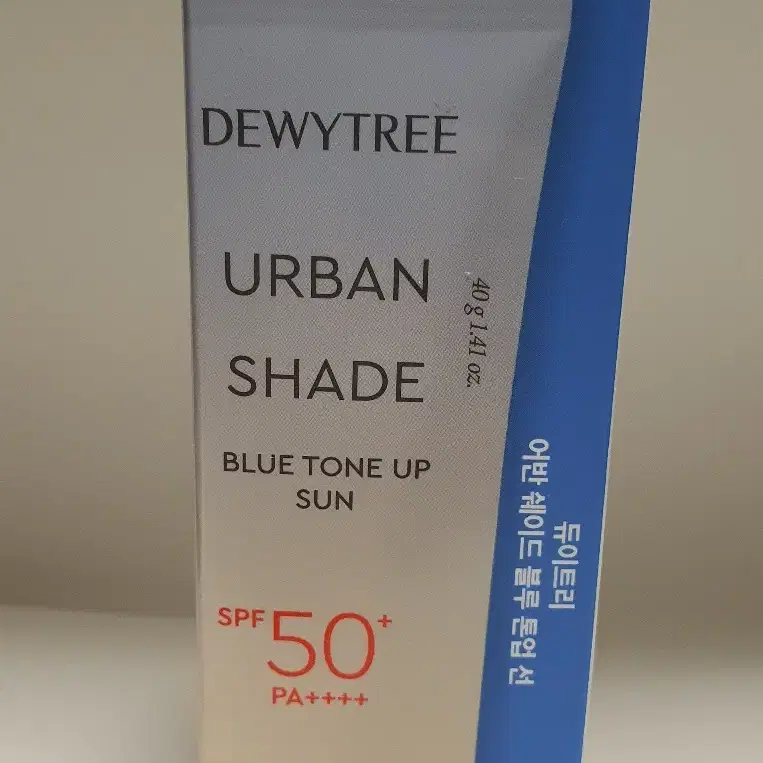 DEWYTREE
URBAN
SHADE
40 g 1.41 oz.
BLUE TONE UP
SUN
SPF 50+
PA++++
듀이트리
어반 쉐이드 블루 톤업 선